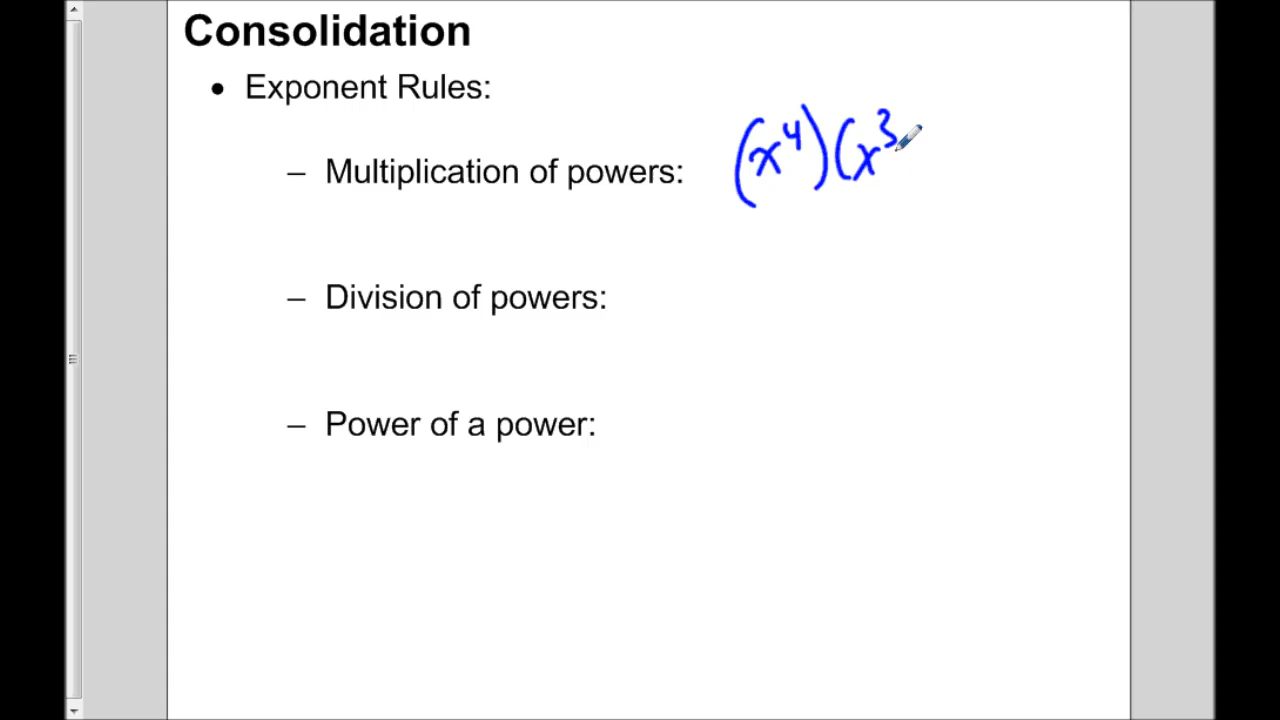 Consolidation
• Exponent Rules:
– Multiplication of powers: (x⁴)(x³
– Division of powers:
– Power of a power: